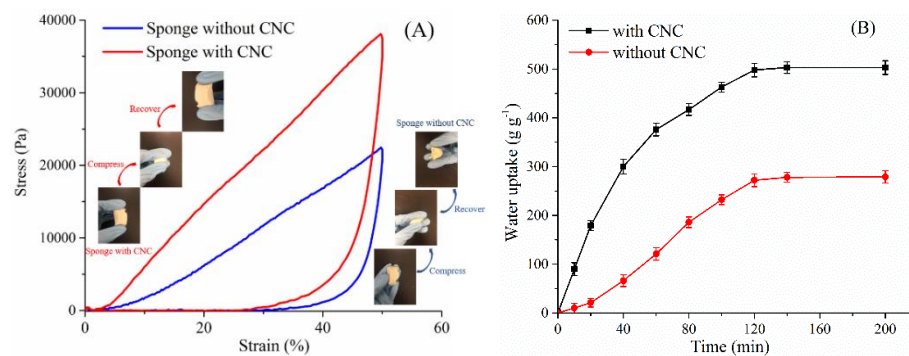 (A)
Sponge without CNC
Sponge with CNC
40000
30000
20000
10000
0
Stress (Pa)
Recover
Compress
Sponge with CNC
Sponge without CNC
Recover
Compress
0 20 40 60
Strain (%)
(B)
with CNC
without CNC
600
500
400
300
200
100
0
Water uptake (g g⁻¹)
0 40 80 120 160 200
Time (min)